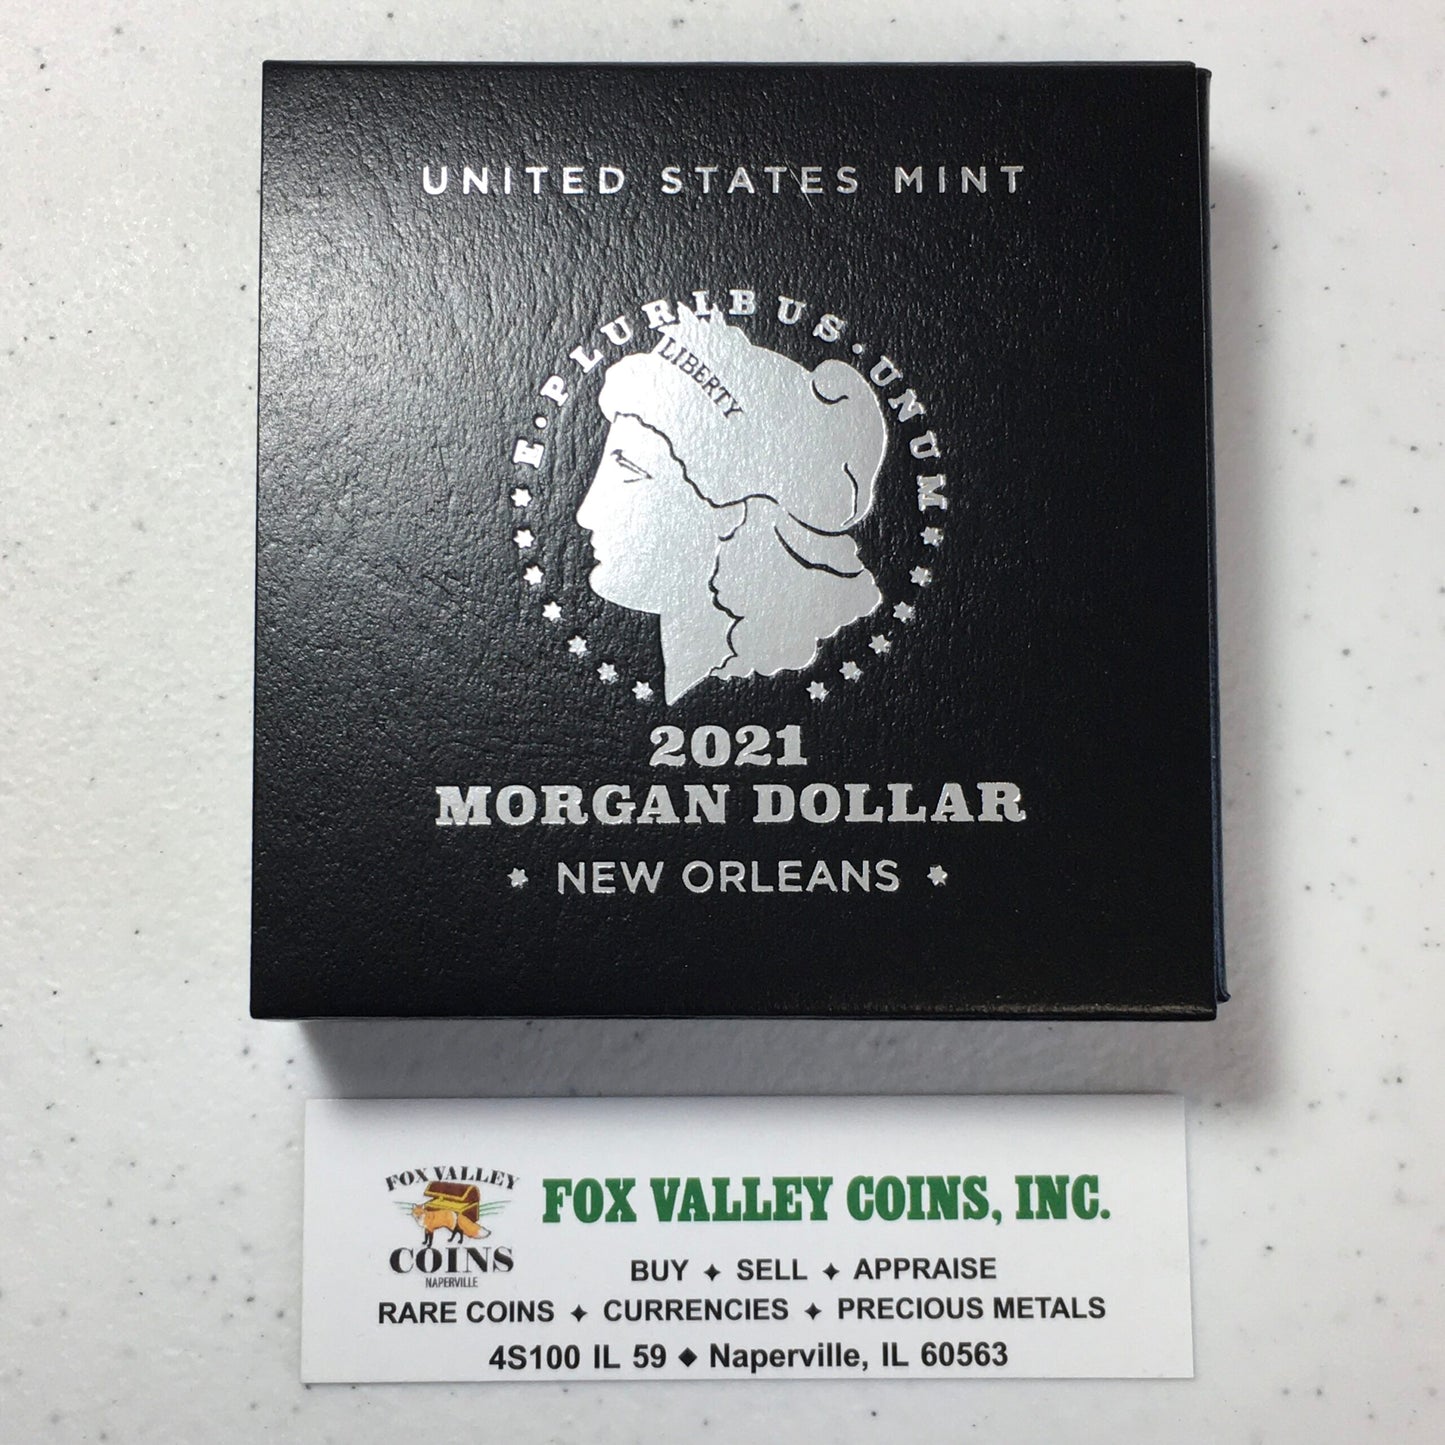 UNITED STATES MINT
E · PLURIBUS · UNUM
LIBERTY
2021
MORGAN DOLLAR
* NEW ORLEANS *
FOX VALLEY
COINS
NAPERVILLE
FOX VALLEY COINS, INC.
BUY ✦ SELL ✦ APPRAISE
RARE COINS ✦ CURRENCIES ✦ PRECIOUS METALS
4S100 IL 59 ◆ Naperville, IL 60563